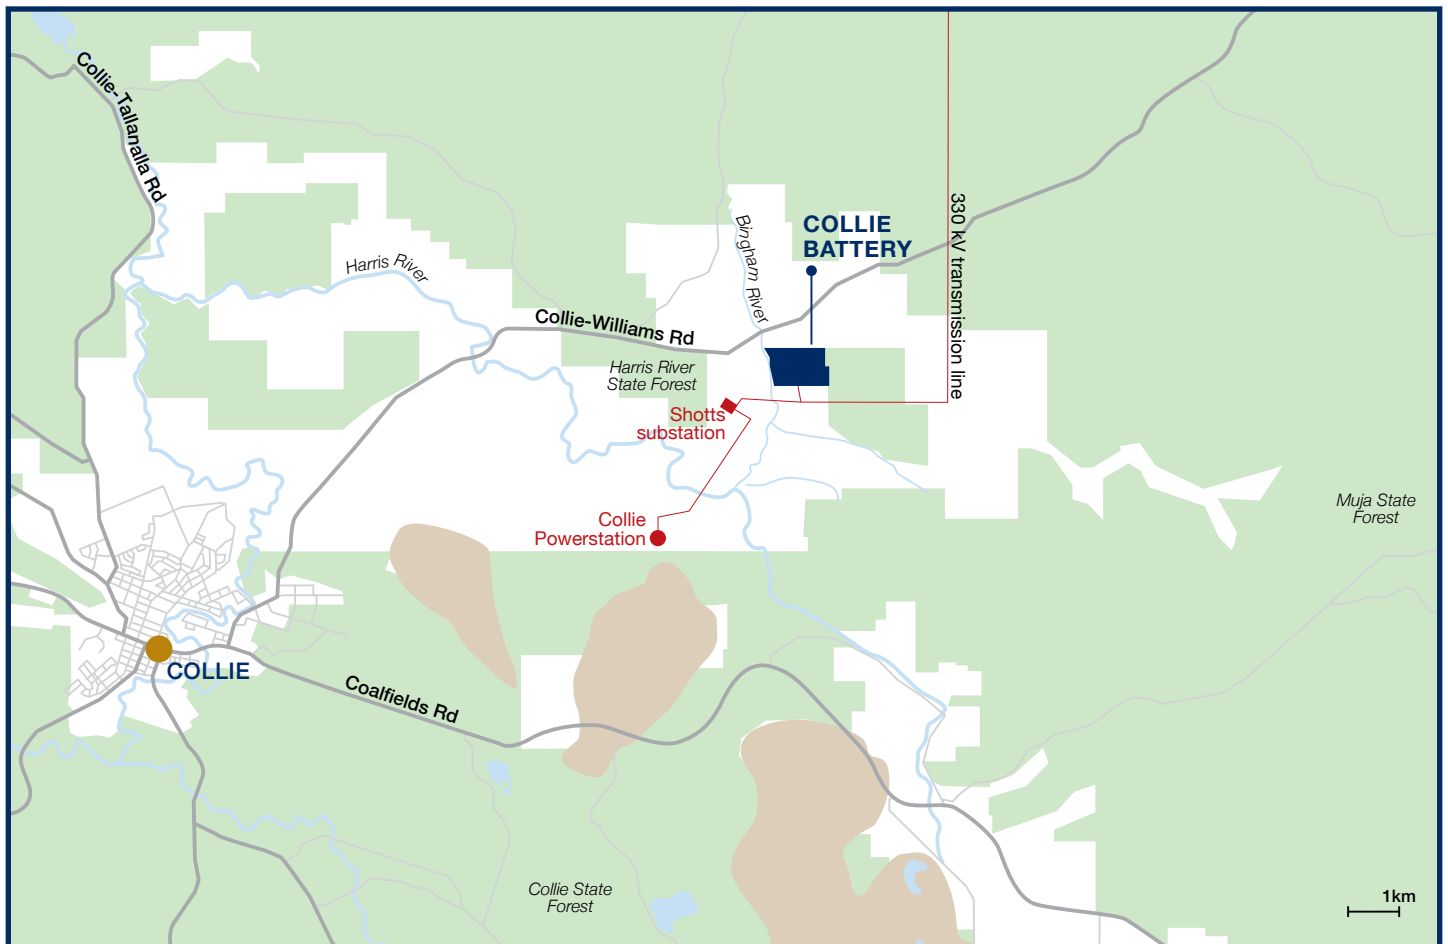 Collie-Tallanalla Rd
330 kV transmission line
COLLIE
BATTERY
Bingham River
Harris River
Collie-Williams Rd
Harris River
State Forest
Shotts
substation
Muja State
Forest
Collie
Powerstation
COLLIE
Coalfields Rd
Collie State
Forest
1km